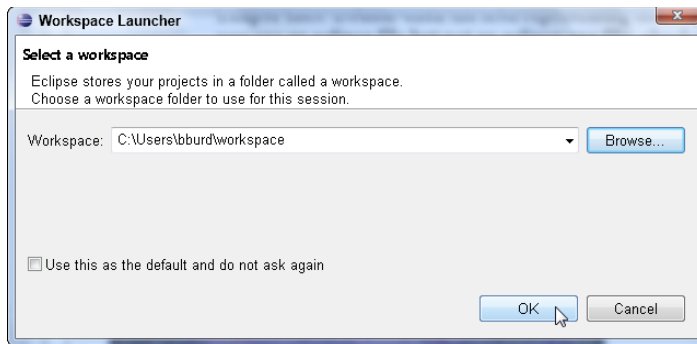 Workspace Launcher
Select a workspace
Eclipse stores your projects in a folder called a workspace.
Choose a workspace folder to use for this session.
Workspace: C:\Users\bburd\workspace Browse...
Use this as the default and do not ask again
OK Cancel